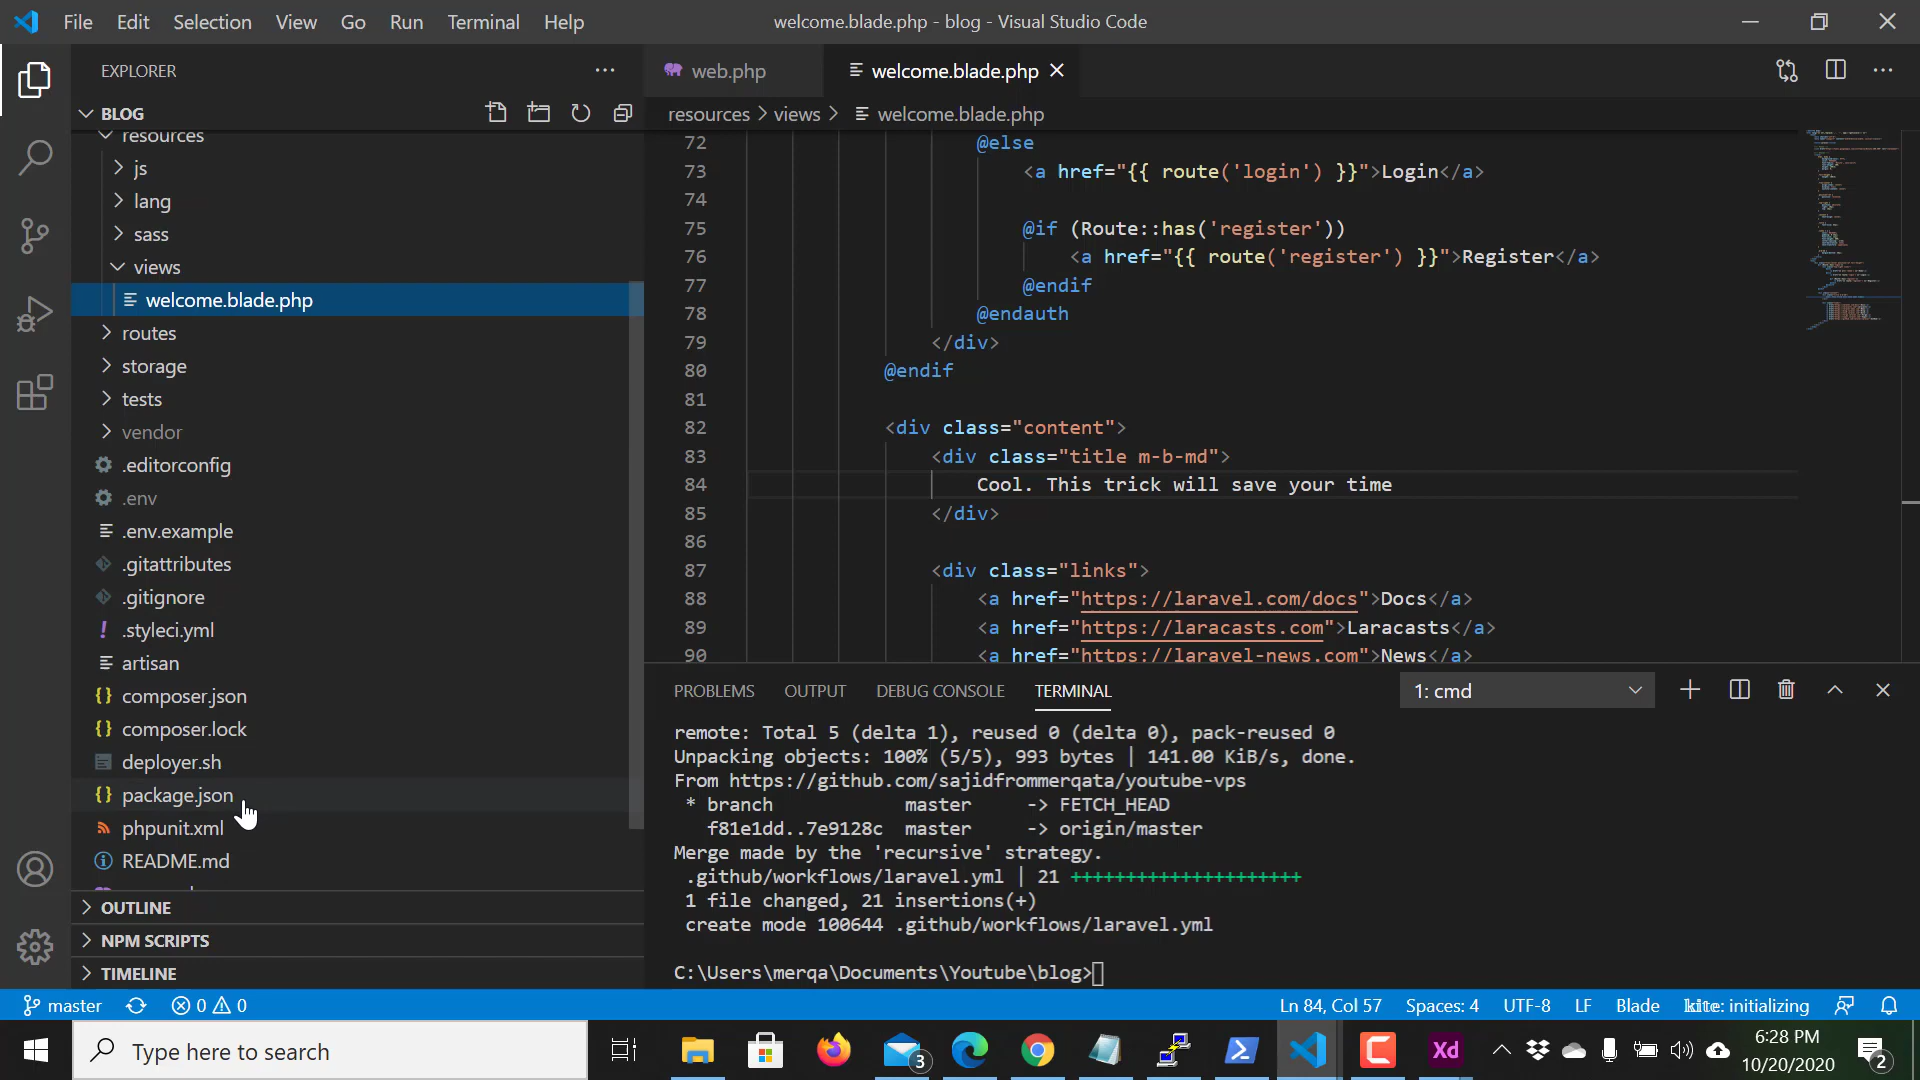 File Edit Selection View Go Run Terminal Help
welcome.blade.php - blog - Visual Studio Code
EXPLORER
BLOG
resources
js
lang
sass
views
welcome.blade.php
routes
storage
tests
vendor
.editorconfig
.env
.env.example
.gitattributes
.gitignore
.styleci.yml
artisan
composer.json
composer.lock
deployer.sh
package.json
phpunit.xml
README.md
OUTLINE
NPM SCRIPTS
TIMELINE
web.php
welcome.blade.php
resources > views > welcome.blade.php
72 @else
73 <a href="{{ route('login') }}">Login</a>
74
75 @if (Route::has('register'))
76 <a href="{{ route('register') }}">Register</a>
77 @endif
78 @endauth
79 </div>
80 @endif
81
82 <div class="content">
83 <div class="title m-b-md">
84 Cool. This trick will save your time
85 </div>
86
87 <div class="links">
88 <a href="https://laravel.com/docs">Docs</a>
89 <a href="https://laracasts.com">Laracasts</a>
90 <a href="https://laravel-news.com">News</a>
PROBLEMS OUTPUT DEBUG CONSOLE TERMINAL
1: cmd
remote: Total 5 (delta 1), reused 0 (delta 0), pack-reused 0
Unpacking objects: 100% (5/5), 993 bytes | 141.00 KiB/s, done.
From https://github.com/sajidfrommerqata/youtube-vps
* branch master -> FETCH_HEAD
f81e1dd..7e9128c master -> origin/master
Merge made by the 'recursive' strategy.
.github/workflows/laravel.yml | 21 +++++++++++++++++++++
1 file changed, 21 insertions(+)
create mode 100644 .github/workflows/laravel.yml
C:\Users\merqa\Documents\Youtube\blog>
master
0 0
Ln 84, Col 57
Spaces: 4
UTF-8
LF
Blade
kite: initializing
Type here to search
3
Xd
6:28 PM
10/20/2020
2